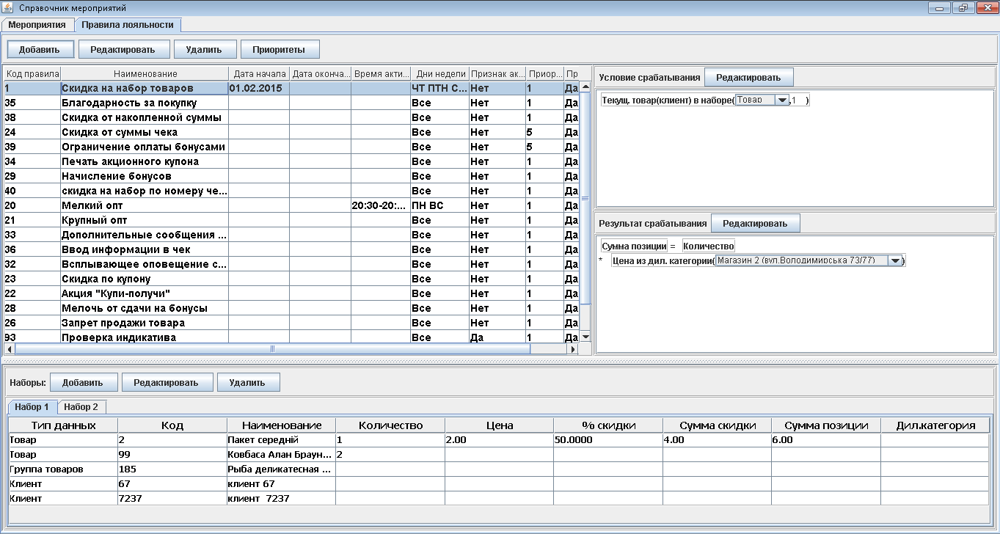 Справочник мероприятий
Мероприятия Правила лояльности
Добавить Редактировать Удалить Приоритеты
Код правила Наименование Дата начала Дата оконча... Время акти... Дни недели Признак ак... Приор... Пр
1 Скидка на набор товаров 01.02.2015 ЧТ ПТН С... Нет 1 Да
35 Благодарность за покупку Все Нет 1 Да
38 Скидка от накопленной суммы Все Нет 1 Да
24 Скидка от суммы чека Все Нет 5 Да
39 Ограничение оплаты бонусами Все Нет 5 Да
34 Печать акционного купона Все Нет 1 Да
29 Начисление бонусов Все Нет 1 Да
40 скидка на набор по номеру че... Все Нет 1 Да
20 Мелкий опт 20:30-20:... ПН ВС Нет 1 Да
21 Крупный опт Все Нет 1 Да
33 Дополнительные сообщения ... Все Нет 1 Да
36 Ввод информации в чек Все Нет 1 Да
32 Всплывающее оповещение с... Все Нет 1 Да
23 Скидка по купону Все Нет 1 Да
22 Акция "Купи-получи" Все Нет 1 Да
28 Мелочь от сдачи на бонусы Все Нет 1 Да
26 Запрет продажи товара Все Нет 1 Да
93 Проверка индикатива Все Да 1 Да
Условие срабатывания Редактировать
Текущ. товар(клиент) в наборе( Товар ,1 )
Результат срабатывания Редактировать
Сумма позиции = Количество
* Цена из дил. категории( Магазин 2 (вул.Володимирська 73/77) )
Наборы: Добавить Редактировать Удалить
Набор 1 Набор 2
Тип данных Код Наименование Количество Цена % скидки Сумма скидки Сумма позиции Дил.категория
Товар 2 Пакет середній 1 2.00 50.0000 4.00 6.00
Товар 99 Ковбаса Алан Браун... 2
Группа товаров 185 Рыба деликатесная ...
Клиент 67 клиент 67
Клиент 7237 клиент 7237